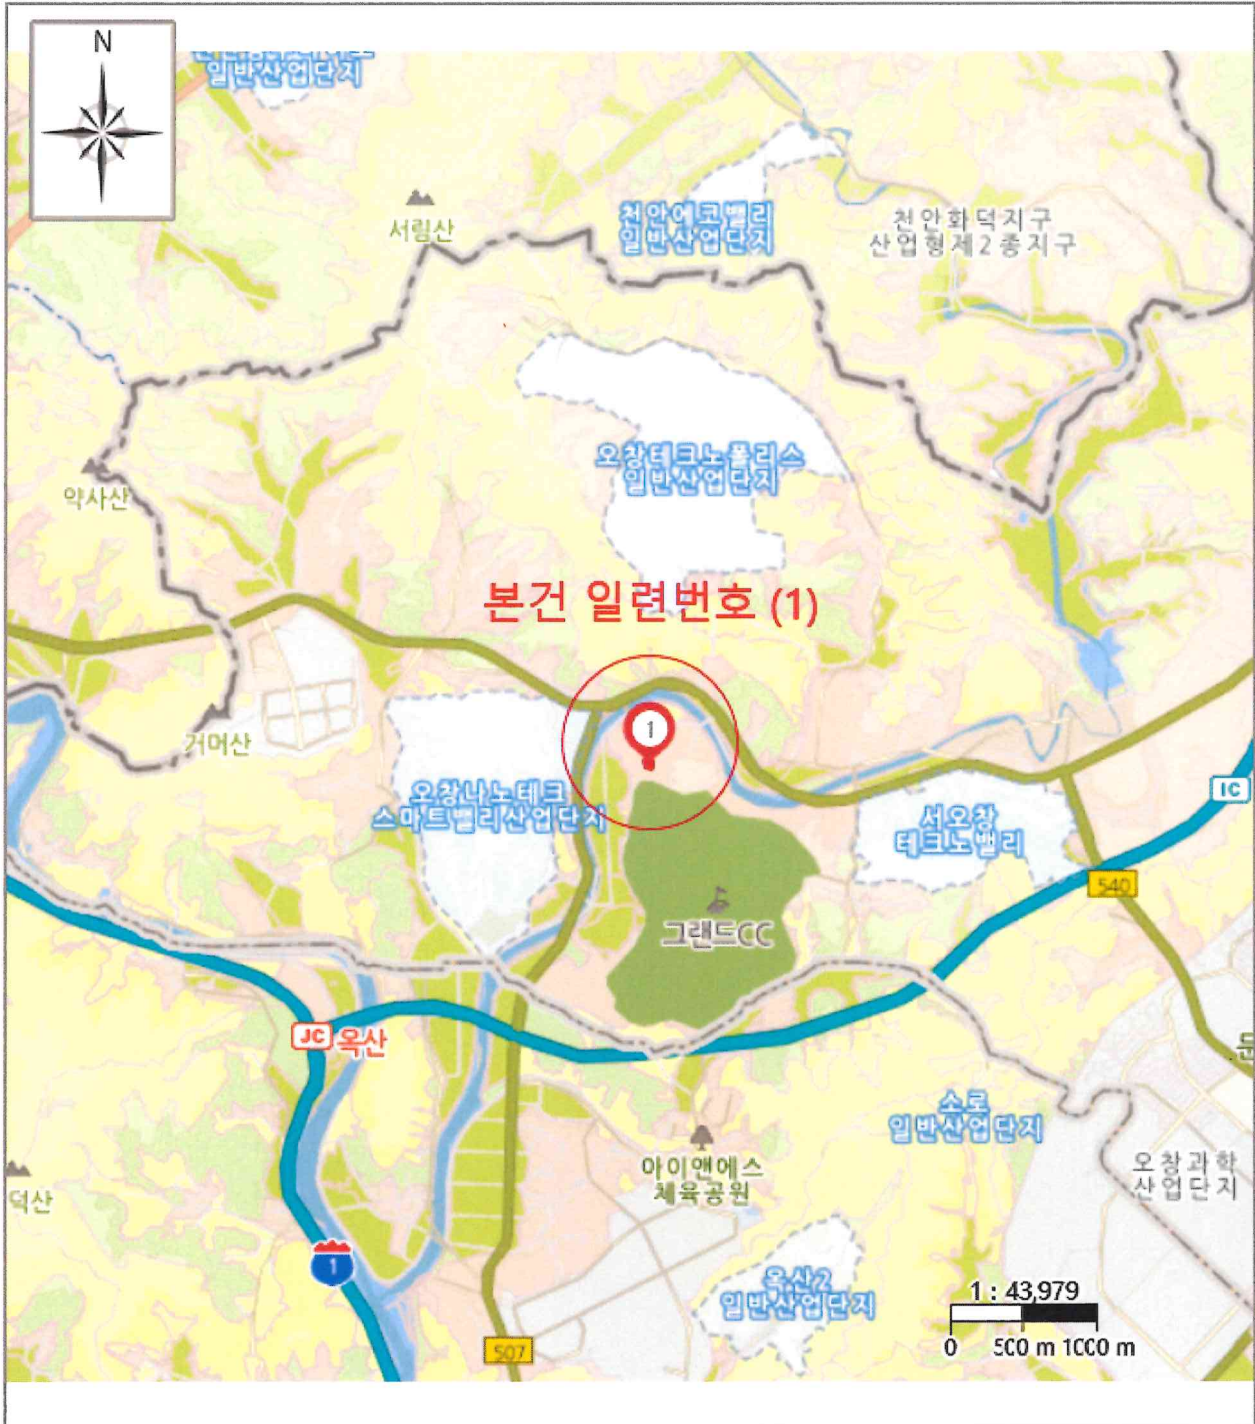 N
일반산업단지
서림산
천안에코밸리
일반산업단지
천안화덕지구
산업형제2종지구
오창테크노폴리스
일반산업단지
약사산
본건 일련번호 (1)
1
거머산
오창나노테크
스마트밸리산업단지
서오창
테크노밸리
IC
540
그랜드CC
JC 옥산
소로
일반산업단지
아이앤에스
체육공원
오창과학
산업단지
덕산
1
옥산2
일반산업단지
1 : 43,979
0 500 m 1000 m
507